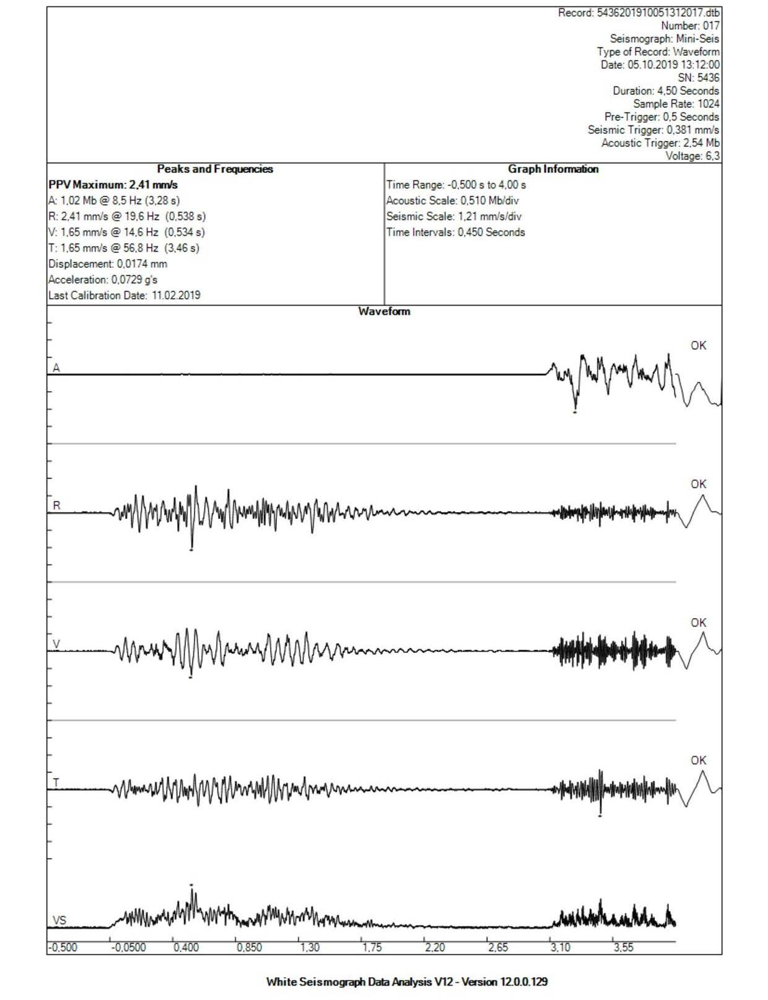 Record: 5436201910051312017.dtb
Number: 017
Seismograph: Mini-Seis
Type of Record: Waveform
Date: 05.10.2019 13:12:00
SN: 5436
Duration: 4,50 Seconds
Sample Rate: 1024
Pre-Trigger: 0,5 Seconds
Seismic Trigger: 0,381 mm/s
Acoustic Trigger: 2,54 Mb
Voltage: 6,3
Peaks and Frequencies
PPV Maximum: 2,41 mm/s
A: 1,02 Mb @ 8,5 Hz (3,28 s)
R: 2,41 mm/s @ 19,6 Hz (0,538 s)
V: 1,65 mm/s @ 14,6 Hz (0,534 s)
T: 1,65 mm/s @ 56,8 Hz (3,46 s)
Displacement: 0,0174 mm
Acceleration: 0,0729 g's
Last Calibration Date: 11.02.2019
Graph Information
Time Range: -0,500 s to 4,00 s
Acoustic Scale: 0,510 Mb/div
Seismic Scale: 1,21 mm/s/div
Time Intervals: 0,450 Seconds
Waveform
OK
A
OK
R
OK
V
OK
T
VS
-0,500 -0,0500 0,400 0,850 1,30 1,75 2,20 2,65 3,10 3,55
White Seismograph Data Analysis V12 - Version 12.0.0.129